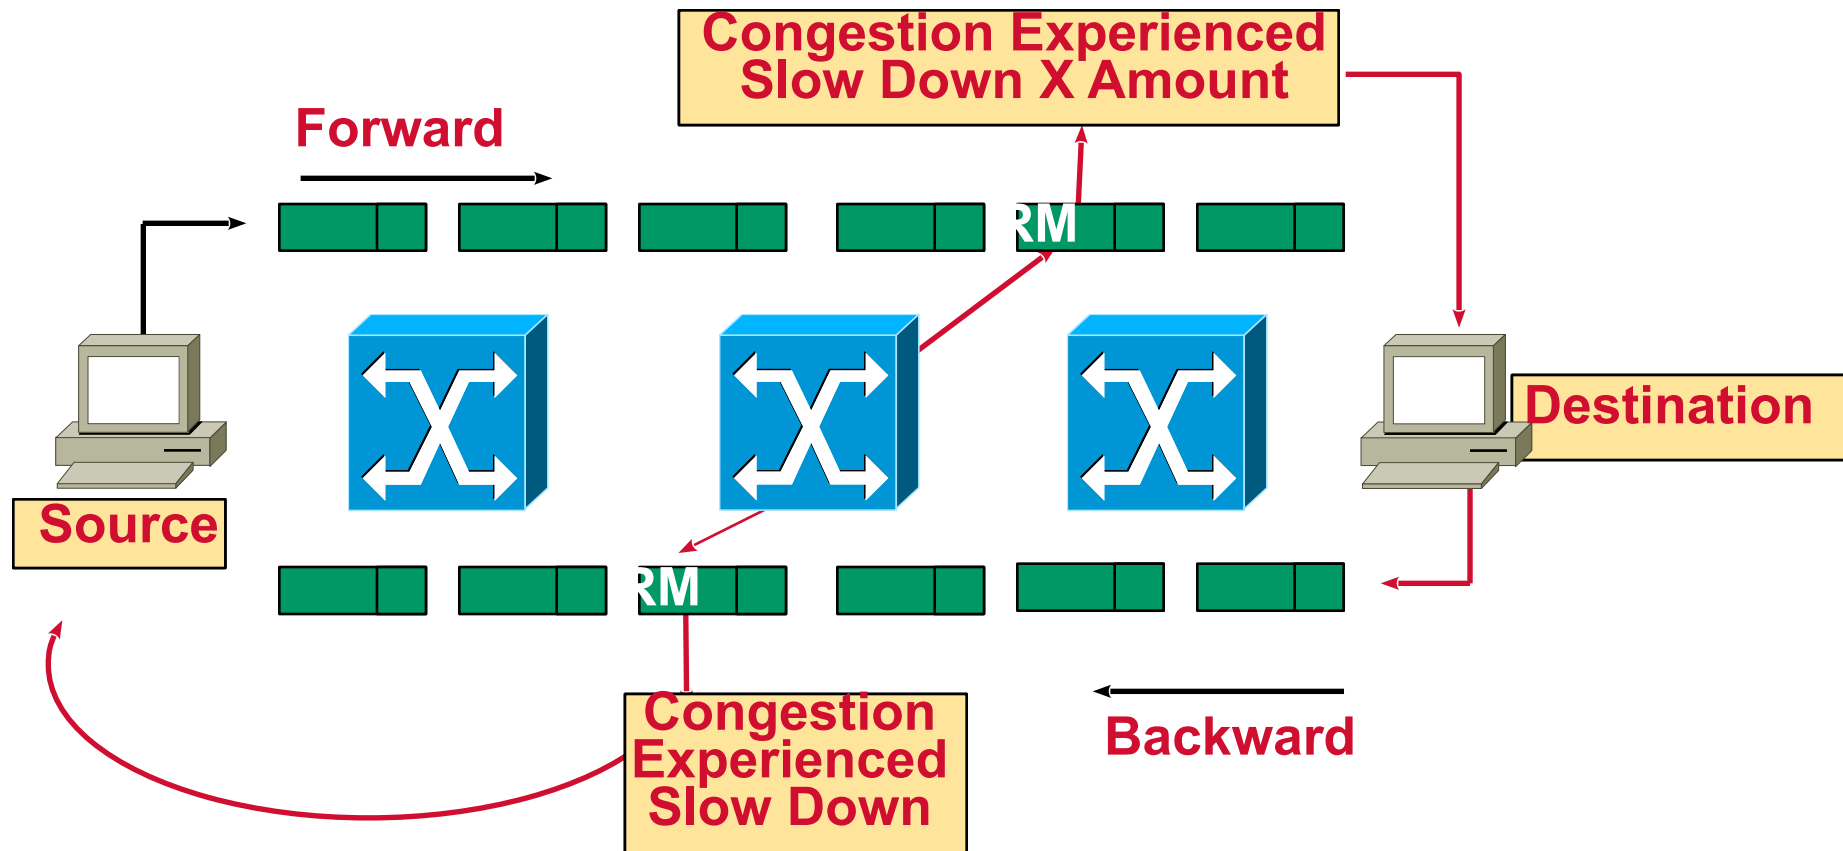 Congestion Experienced
Slow Down X Amount
Forward
RM
Destination
Source
RM
Congestion
Experienced
Slow Down
Backward